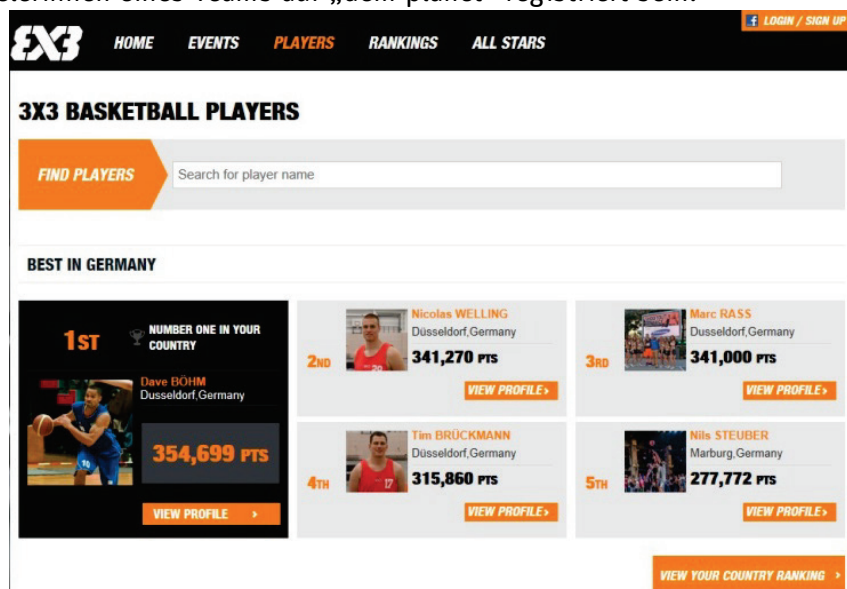 LOGIN / SIGN UP
3X3 HOME EVENTS PLAYERS RANKINGS ALL STARS
3X3 BASKETBALL PLAYERS
FIND PLAYERS
Search for player name
BEST IN GERMANY
1ST
NUMBER ONE IN YOUR
COUNTRY
Dave BÖHM
Dusseldorf,Germany
354,699 PTS
VIEW PROFILE ›
2ND
Nicolas WELLING
Düsseldorf,Germany
341,270 PTS
VIEW PROFILE›
3RD
Marc RASS
Dusseldorf,Germany
341,000 PTS
VIEW PROFILE›
4TH
Tim BRÜCKMANN
Düsseldorf,Germany
315,860 PTS
VIEW PROFILE›
5TH
Nils STEUBER
Marburg,Germany
277,772 PTS
VIEW PROFILE›
VIEW YOUR COUNTRY RANKING ›